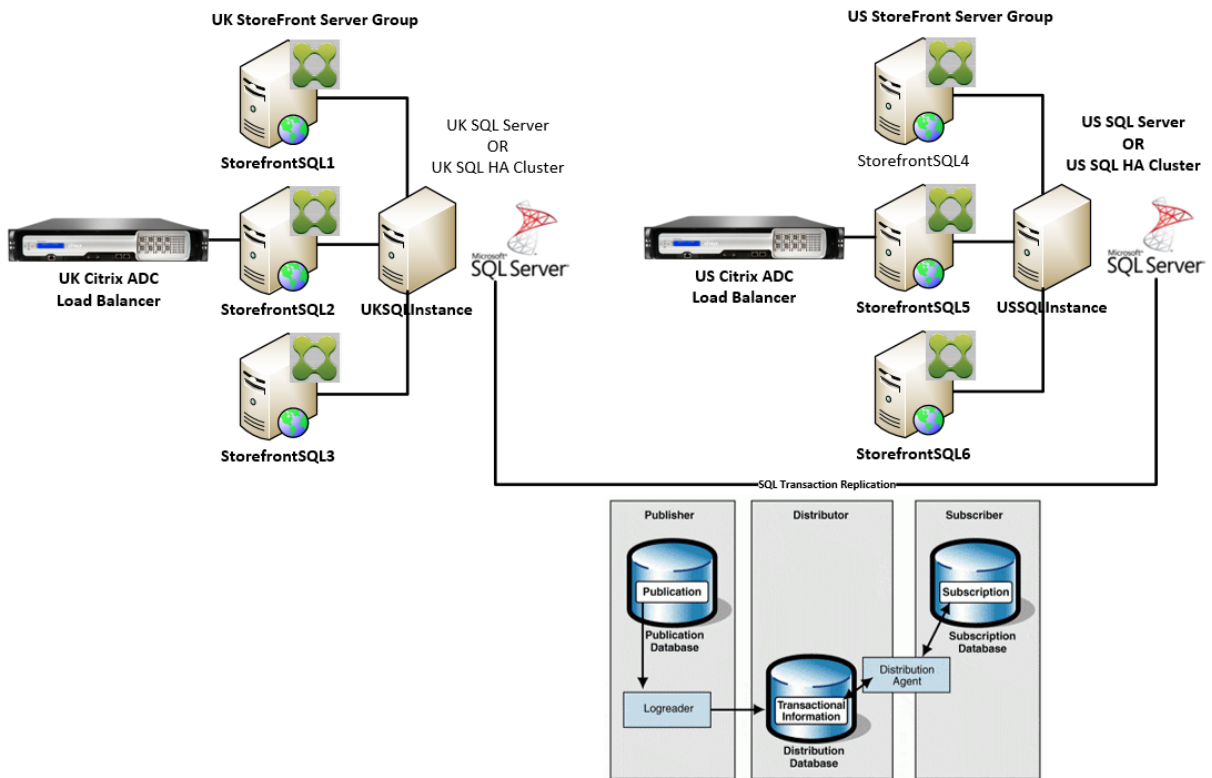 UK StoreFront Server Group
US StoreFront Server Group
StorefrontSQL1
UK SQL Server
OR
UK SQL HA Cluster
StorefrontSQL4
US SQL Server
OR
US SQL HA Cluster
UK Citrix ADC
Load Balancer
StorefrontSQL2
UKSQLInstance
Microsoft
SQL Server
US Citrix ADC
Load Balancer
StorefrontSQL5
USSQLInstance
Microsoft
SQL Server
StorefrontSQL3
StorefrontSQL6
SQL Transaction Replication
Publisher
Distributor
Subscriber
Publication
Publication
Database
Subscription
Subscription
Database
Logreader
Transactional
Information
Distribution
Agent
Distribution
Database